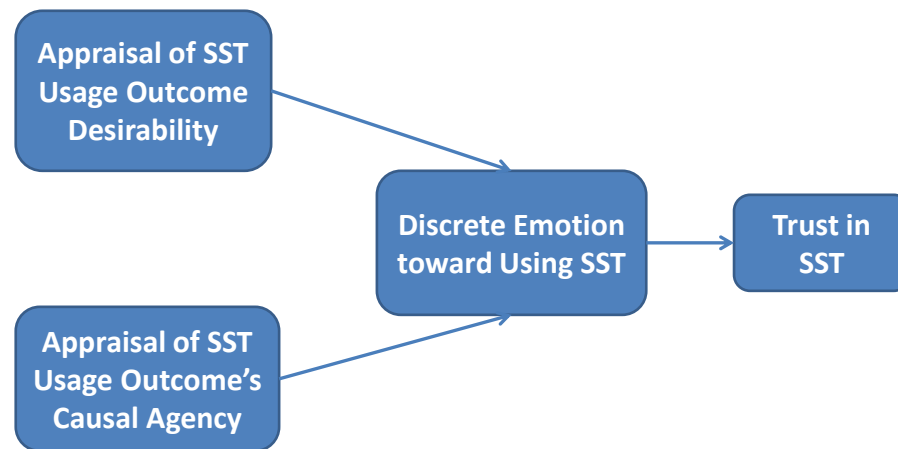 Appraisal of SST
Usage Outcome
Desirability
Discrete Emotion
toward Using SST
Trust in
SST
Appraisal of SST
Usage Outcome’s
Causal Agency